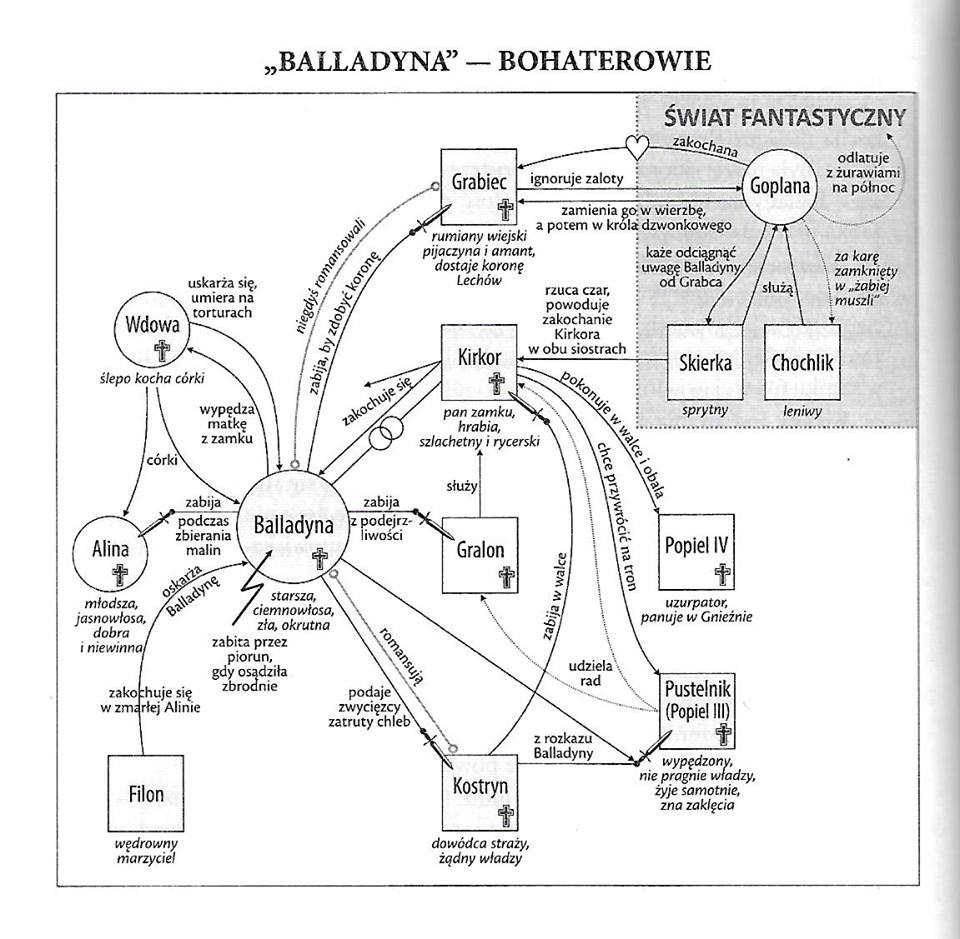 „BALLADYNA” — BOHATEROWIE
ŚWIAT FANTASTYCZNY
zakochana
odlatuje
z żurawiami
na północ
Grabiec
ignoruje zaloty
Goplana
zamienia go w wierzbę,
a potem w króla dzwonkowego
rumiany wiejski
pijaczyna i amant,
dostaje koronę
Lechów
niegdyś romansowali
zabija, by zdobyć koronę
każe odciągnąć
uwagę Balladyny
od Grabca
służą
za karę
zamknięty
w „żabiej
muszli”
uskarża się,
umiera na
torturach
rzuca czar,
powoduje
zakochanie
Kirkora
w obu siostrach
Wdowa
ślepo kocha córki
Kirkor
Skierka
Chochlik
sprytny
leniwy
zakochuje się
pan zamku,
hrabia,
szlachetny i rycerski
pokonuje w walce i obala
chce przywrócić na tron
wypędza
matkę
z zamku
córki
służy
zabija
podczas
zbierania
malin
Balladyna
zabija
z podejrz-
liwości
Gralon
Popiel IV
uzurpator,
panuje w Gnieźnie
Alina
młodsza,
jasnowłosa,
dobra
i niewinna
oskarża
Balladynę
starsza,
ciemnowłosa,
zła, okrutna
zabita przez
piorun,
gdy osądziła
zbrodnie
zabija w walce
romansują
udziela
rad
zakochuje się
w zmarłej Alinie
podaje
zwycięzcy
zatruty chleb
Pustelnik
(Popiel III)
z rozkazu
Balladyny
wypędzony,
nie pragnie władzy,
żyje samotnie,
zna zaklęcia
Filon
wędrowny
marzyciel
Kostryn
dowódca straży,
żądny władzy